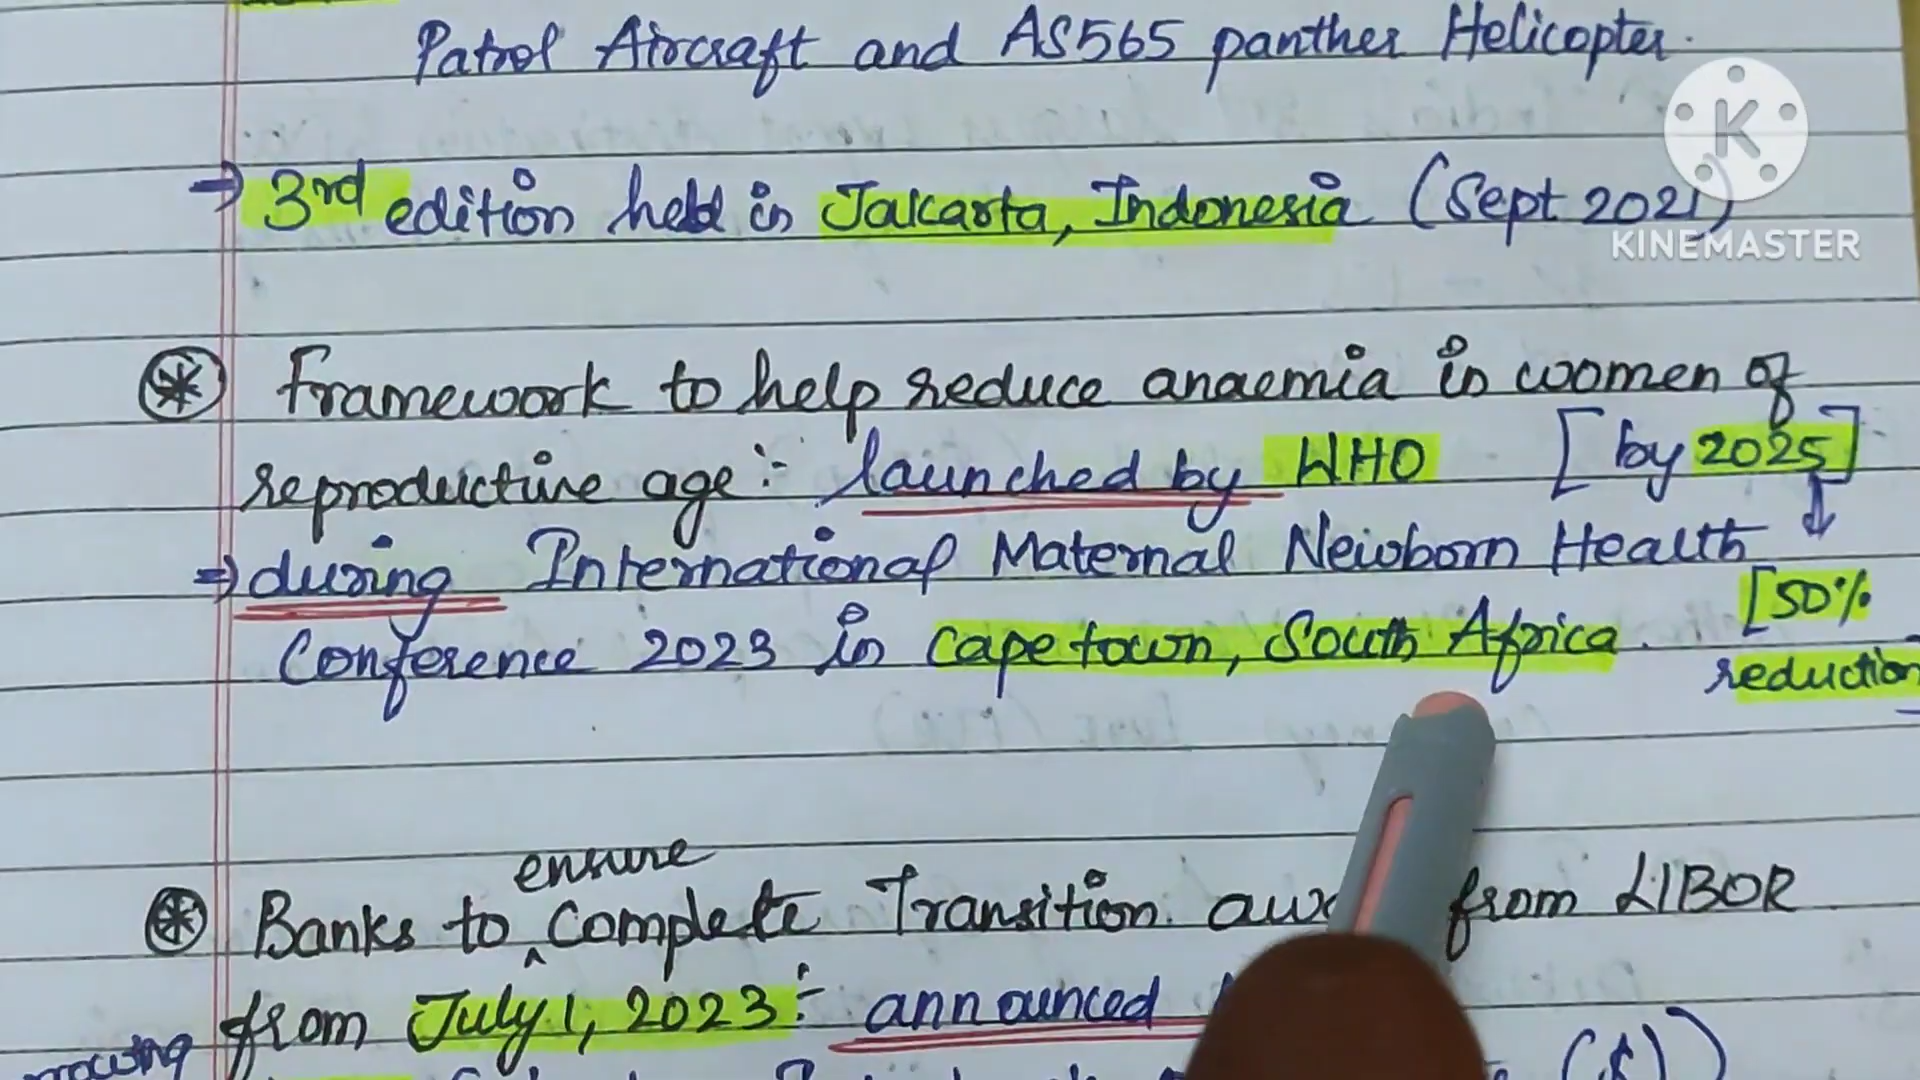 Patrol Aircraft and AS565 panther Helicopter.
K
⇒ 3rd edition held in Jakarta, Indonesia (Sept 2021)
KINEMASTER
Framework to help reduce anaemia in women of
reproductive age:- launched by WHO [by 2025]
⇒ during International Maternal Newborn Health
Conference 2023 in cape town, South Africa. [50%
reduction
ensure
Banks to complete Transition from LIBOR
from July 1, 2023:- announced
($)